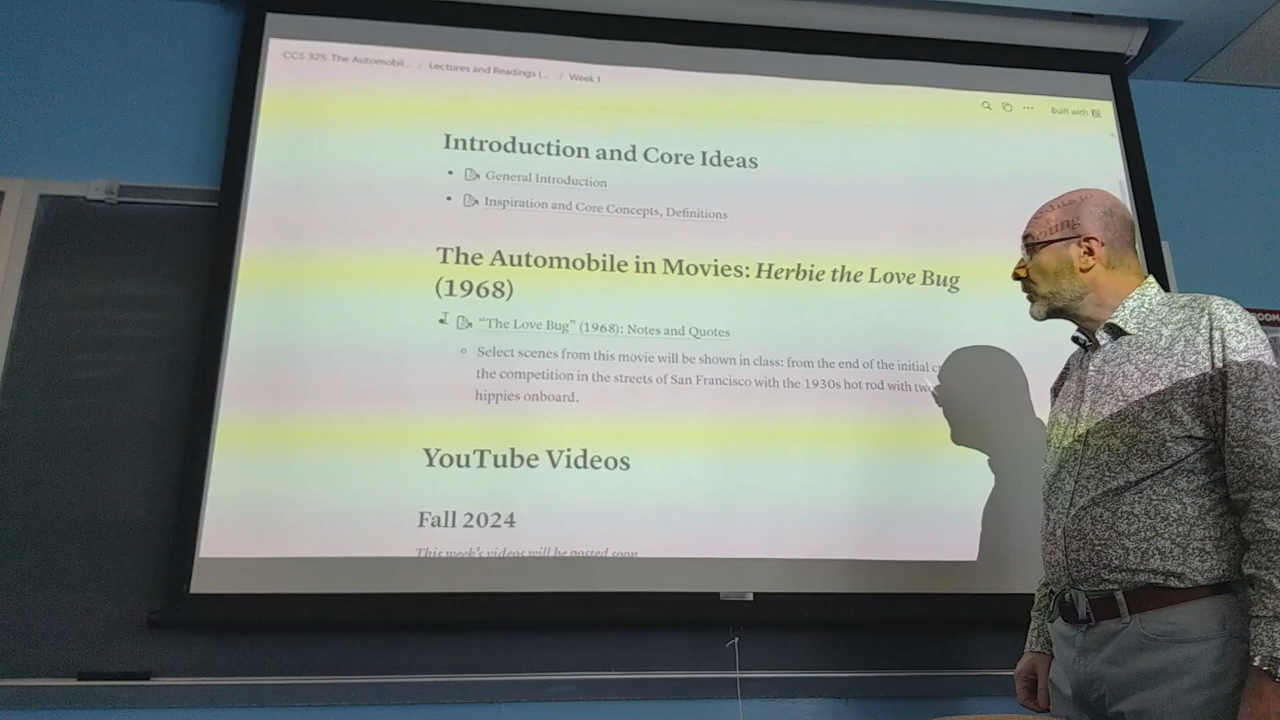 CCS 325: The Automobil... / Lectures and Readings (... / Week 1
Built with
Introduction and Core Ideas
General Introduction
Inspiration and Core Concepts, Definitions
The Automobile in Movies: Herbie the Love Bug
(1968)
“The Love Bug” (1968): Notes and Quotes
Select scenes from this movie will be shown in class: from the end of the initial
the competition in the streets of San Francisco with the 1930s hot rod with
hippies onboard.
YouTube Videos
Fall 2024
This week's videos will be posted soon